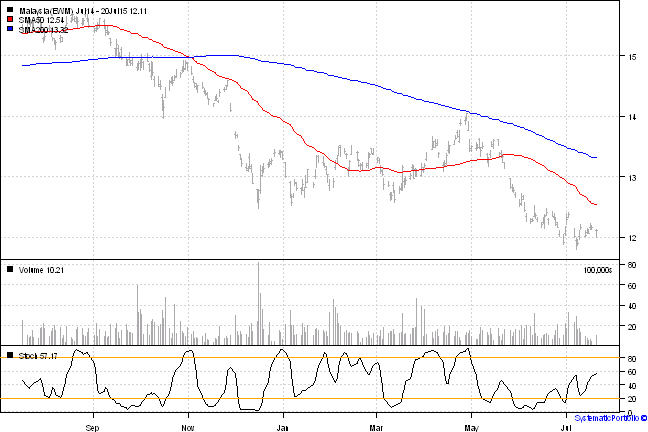 Malaysia(EWM) Jul14 - 20Jul15 12.11
SMA50 12.54
SMA200 13.32
15
14
13
12
Volume 10.21
100,000s
80
60
40
20
Stoch 57.17
80
60
40
20
0
Sep Nov Jan Mar May Jul
SystematicPortfolio ©